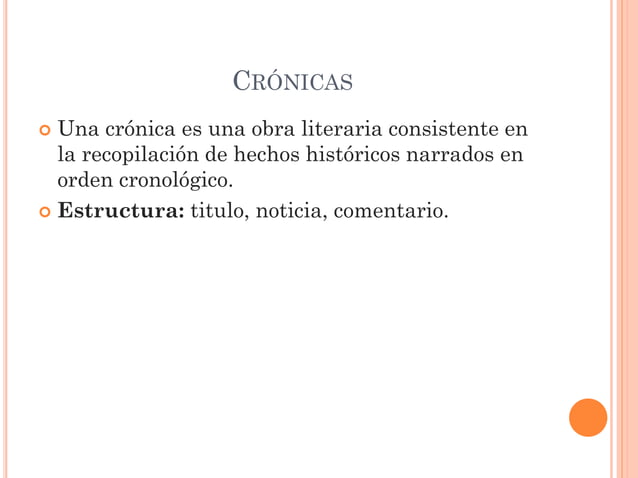 CRÓNICAS
Una crónica es una obra literaria consistente en
la recopilación de hechos históricos narrados en
orden cronológico.
Estructura: titulo, noticia, comentario.